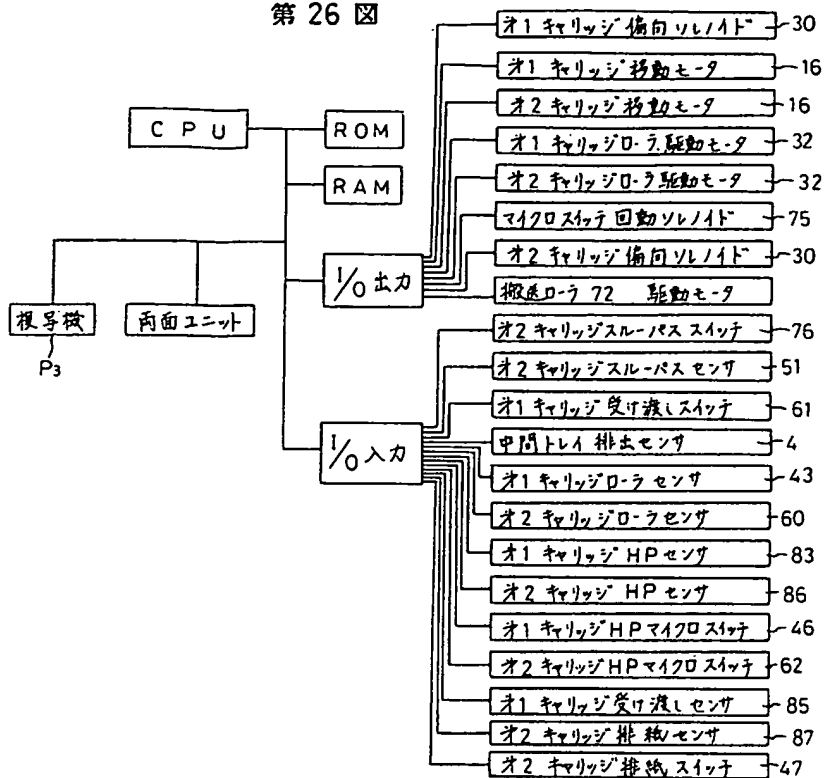 第 26 図
CPU
ROM
RAM
I/O 出力
I/O 入力
複写機
P3
両面ユニット
才1 キャリッジ 偏向ソレノイド 30
才1 キャリッジ移動モータ 16
才2 キャリッジ移動モータ 16
才1 キャリッジローラ駆動モータ 32
才2 キャリッジローラ駆動モータ 32
マイクロスイッチ回動ソレノイド 75
才2 キャリッジ偏向ソレノイド 30
搬送ローラ 72 駆動モータ
才2 キャリッジスルーパススイッチ 76
才2 キャリッジスルーパスセンサ 51
才1 キャリッジ受け渡しスイッチ 61
中間トレイ排出センサ 4
才1 キャリッジローラセンサ 43
才2 キャリッジローラセンサ 60
才1 キャリッジHPセンサ 83
才2 キャリッジHPセンサ 86
才1 キャリッジHPマイクロスイッチ 46
才2 キャリッジHPマイクロスイッチ 62
才1 キャリッジ受け渡しセンサ 85
才2 キャリッジ排紙センサ 87
才2 キャリッジ排紙スイッチ 47